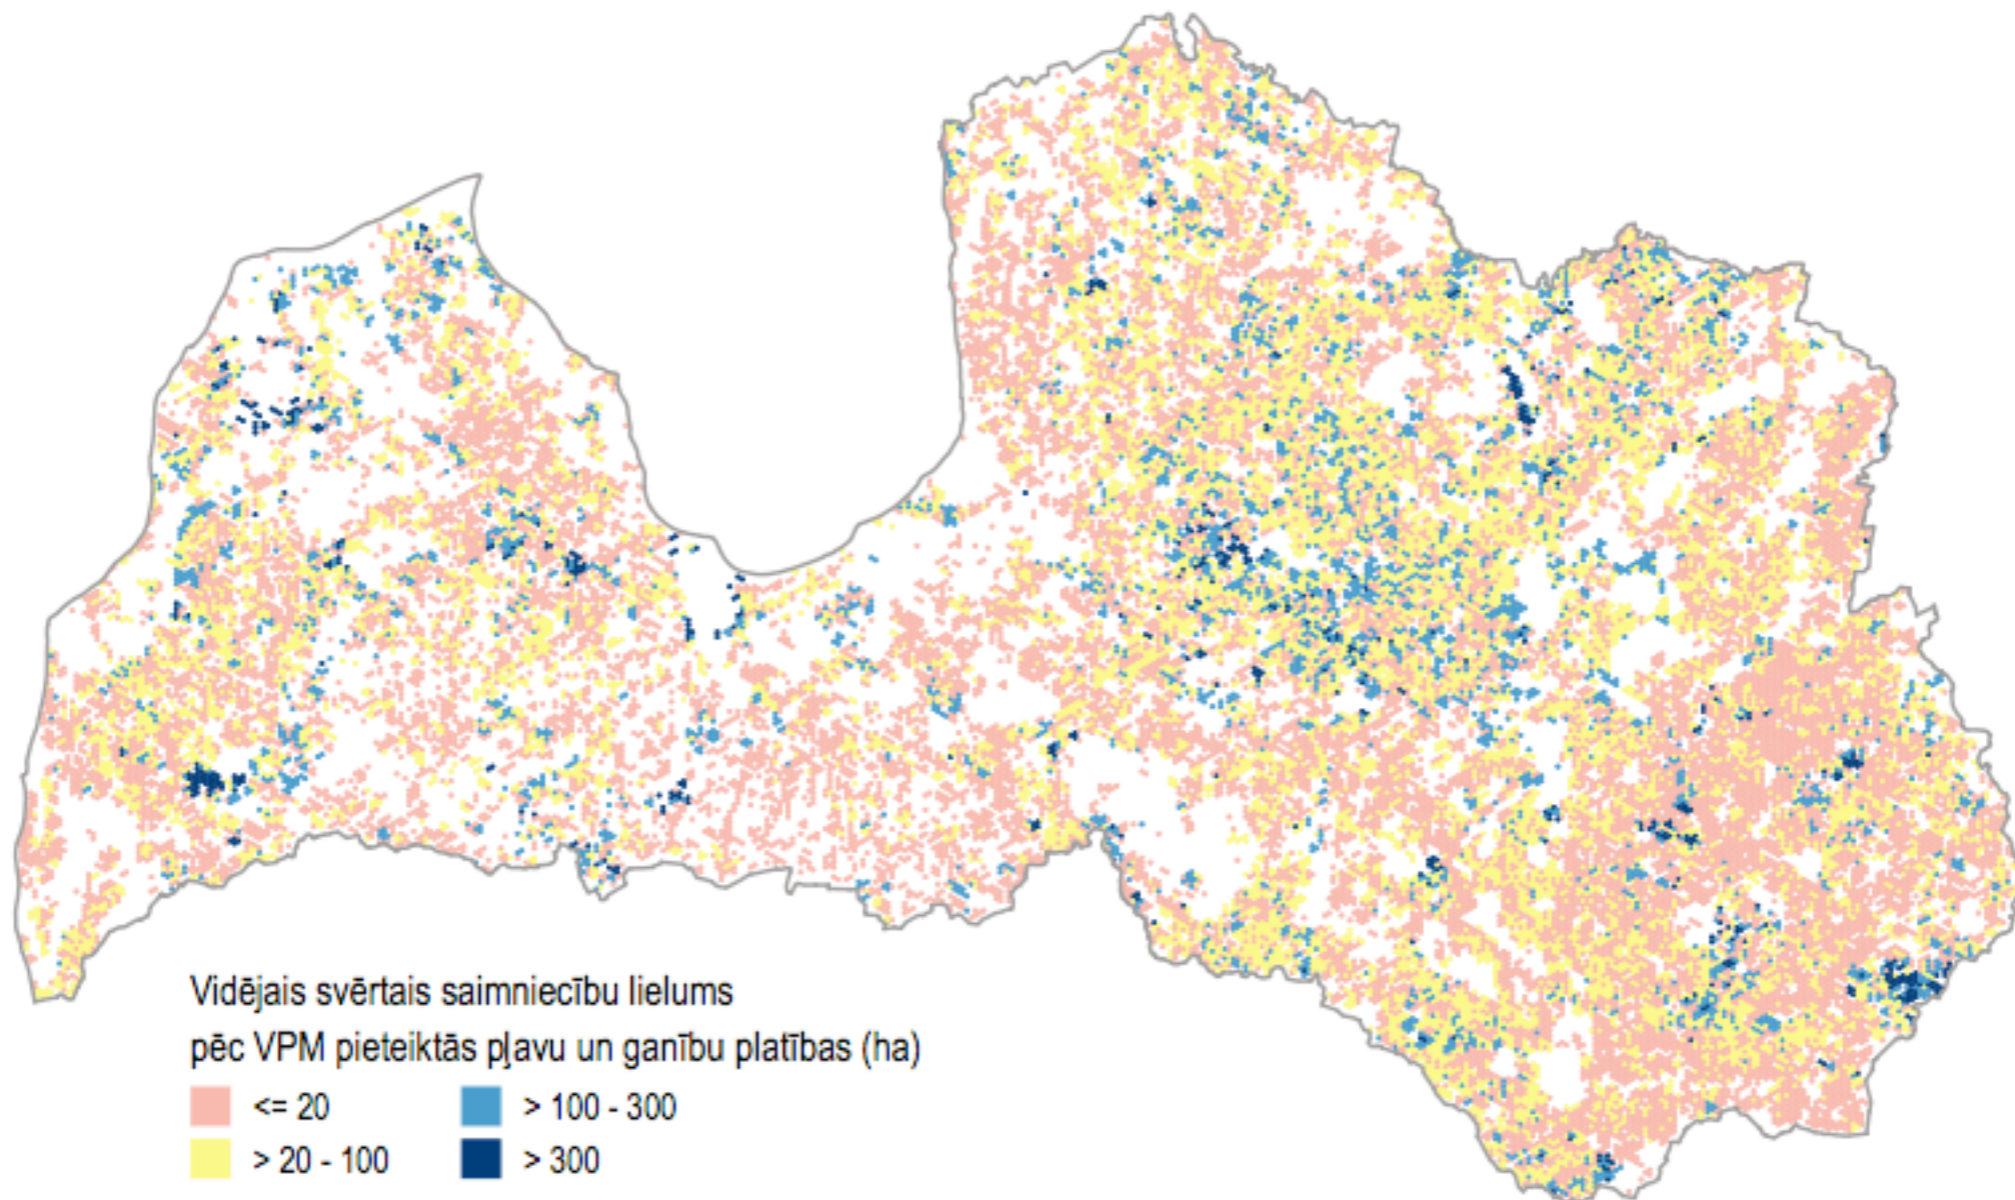 Vidējais svērtais saimniecību lielums
pēc VPM pieteiktās pļavu un ganību platības (ha)
<= 20
> 100 - 300
> 20 - 100
> 300